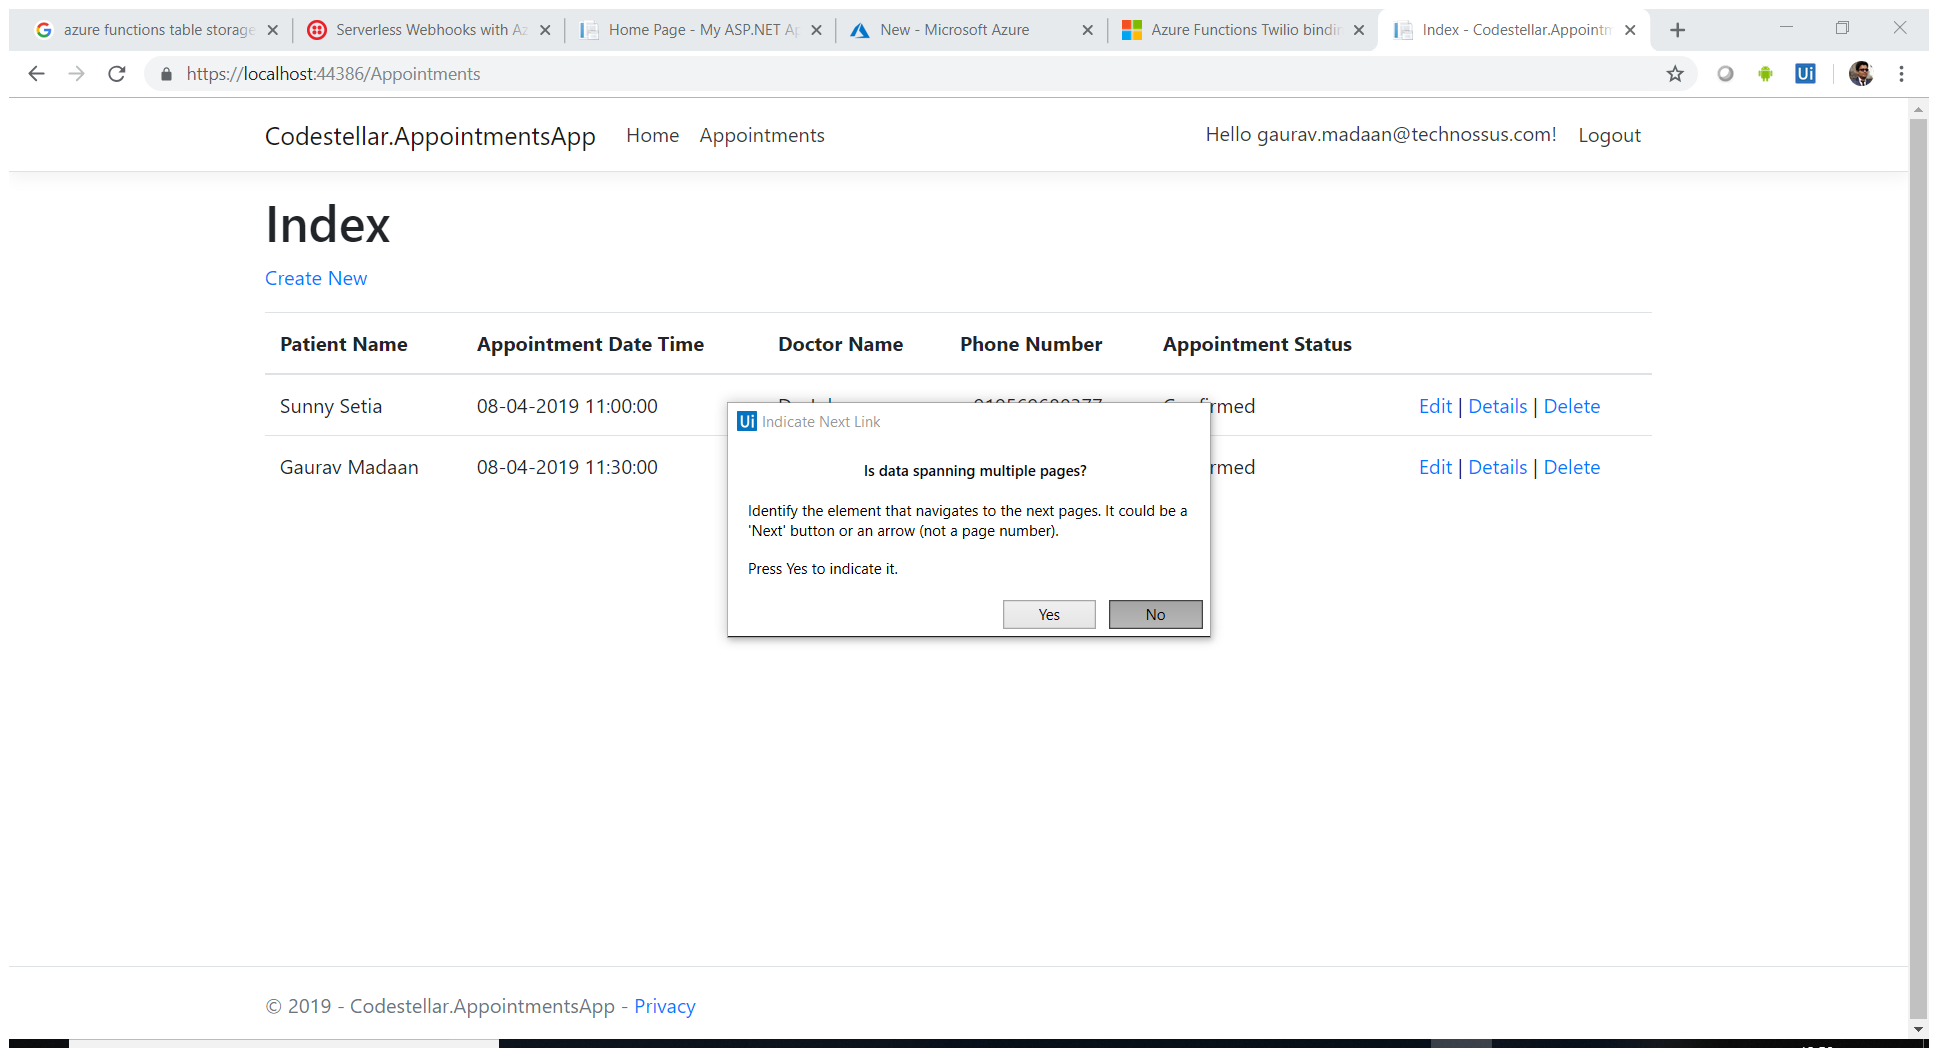 azure functions table storage
Serverless Webhooks with Az
Home Page - My ASP.NET Ap
New - Microsoft Azure
Azure Functions Twilio bindin
Index - Codestellar.Appointm
https://localhost:44386/Appointments
Ui
Codestellar.AppointmentsApp Home Appointments Hello gaurav.madaan@technossus.com! Logout
Index
Create New
Patient Name Appointment Date Time Doctor Name Phone Number Appointment Status
Sunny Setia 08-04-2019 11:00:00 Edit | Details | Delete
Gaurav Madaan 08-04-2019 11:30:00 rmed Edit | Details | Delete
Ui Indicate Next Link
Is data spanning multiple pages?
Identify the element that navigates to the next pages. It could be a
'Next' button or an arrow (not a page number).
Press Yes to indicate it.
Yes No
© 2019 - Codestellar.AppointmentsApp - Privacy